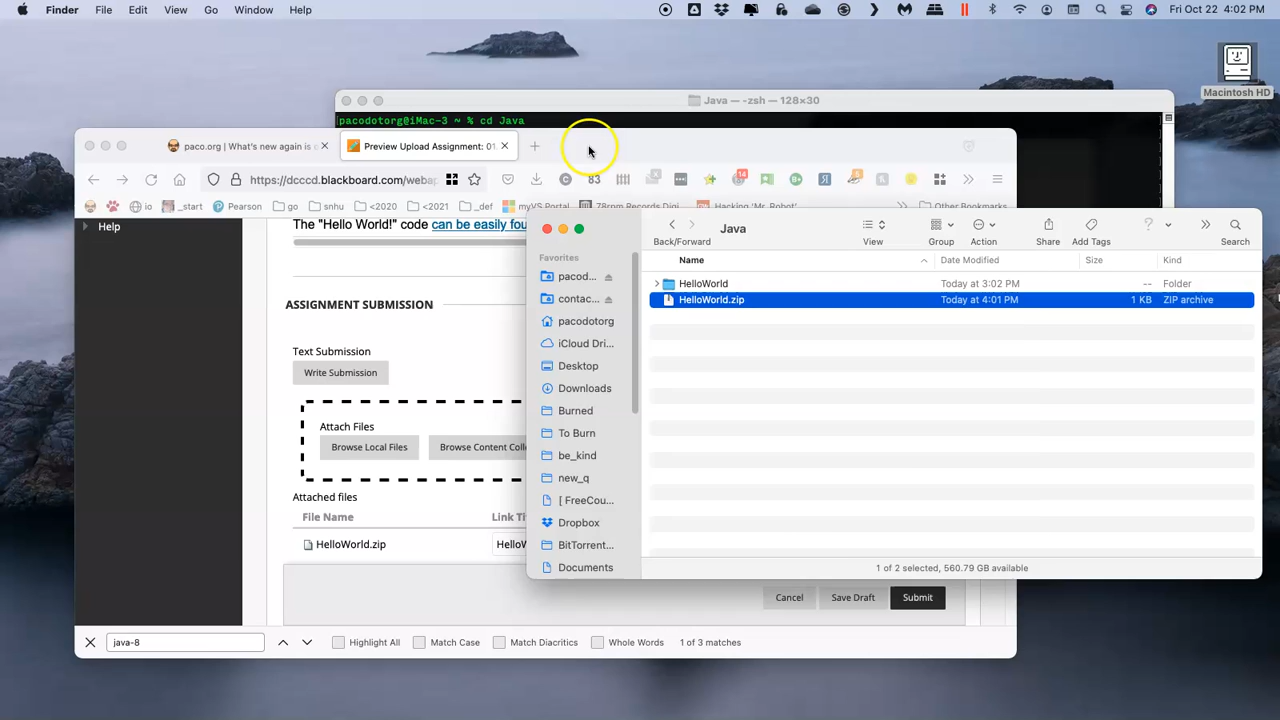 Finder File Edit View Go Window Help Fri Oct 22 4:02 PM
Macintosh HD
Java — -zsh — 128×30
pacodotorg@iMac-3 ~ % cd Java
paco.org | What's new again is
Preview Upload Assignment: 01
https://dcccd.blackboard.com/weba
83
14
io _start Pearson go snhu <2021 _def myVS Portal 78rpm Records Digi Hacking 'Mr. Robot' Other Bookmarks
Help
The "Hello World!" code can be easily fou
ASSIGNMENT SUBMISSION
Text Submission
Write Submission
Attach Files
Browse Local Files Browse Content Coll
Attached files
File Name Link Ti
HelloWorld.zip HelloW
Cancel Save Draft Submit
java-8 Highlight All Match Case Match Diacritics Whole Words 1 of 3 matches
Java
Back/Forward View Group Action Share Add Tags Search
Favorites
pacod...
contac...
pacodotorg
iCloud Dri...
Desktop
Downloads
Burned
To Burn
be_kind
new_q
[ FreeCou...
Dropbox
BitTorrent...
Documents
Name Date Modified Size Kind
HelloWorld Today at 3:02 PM -- Folder
HelloWorld.zip Today at 4:01 PM 1 KB ZIP archive
1 of 2 selected, 560.79 GB available